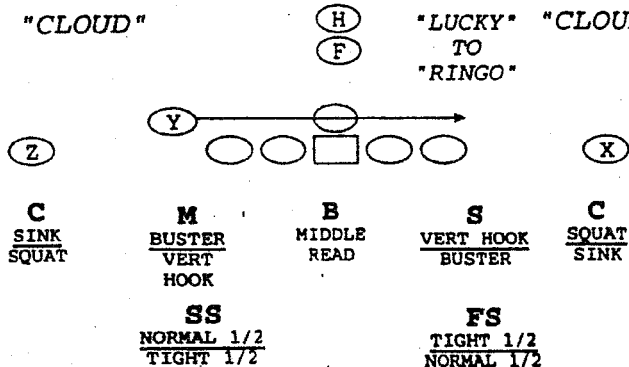 "CLOUD" H "LUCKY" "CLOU
F TO
"RINGO"
Y
Z X
C M B S C
SINK BUSTER MIDDLE VERT HOOK SQUAT
SQUAT VERT READ BUSTER SINK
HOOK
SS FS
NORMAL 1/2 TIGHT 1/2
TIGHT 1/2 NORMAL 1/2